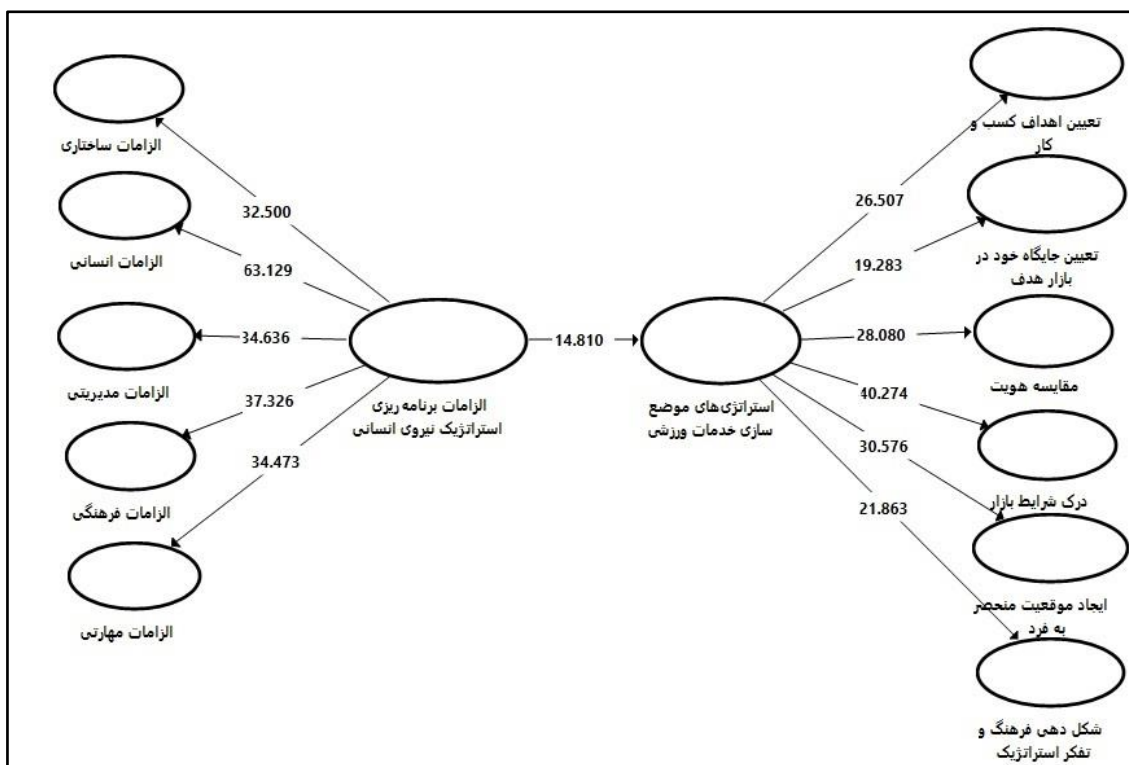 الزامات ساختاری
الزامات انسانی
الزامات مدیریتی
الزامات فرهنگی
الزامات مهارتی
32.500
63.129
34.636
37.326
34.473
الزامات برنامه ریزی
استراتژیک نیروی انسانی
14.810
استراتژی‌های موضع
سازی خدمات ورزشی
26.507
19.283
28.080
40.274
30.576
21.863
تعیین اهداف کسب و
کار
تعیین جایگاه خود در
بازار هدف
مقایسه هویت
درک شرایط بازار
ایجاد موقعیت منحصر
به فرد
شکل دهی فرهنگ و
تفکر استراتژیک